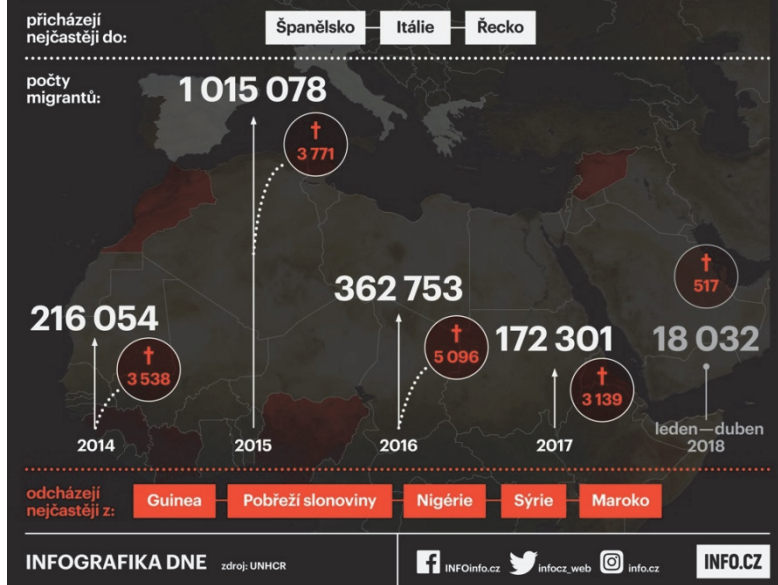 přicházejí
nejčastěji do:
Španělsko Itálie Řecko
počty
migrantů:
1 015 078
† 3 771
216 054
† 3 538
362 753
† 5 096
172 301
† 3 139
† 517
18 032
2014 2015 2016 2017 leden—duben
2018
odcházejí
nejčastěji z:
Guinea Pobřeží slonoviny Nigérie Sýrie Maroko
INFOGRAFIKA DNE zdroj: UNHCR
INFOinfo.cz infocz_web info.cz INFO.CZ